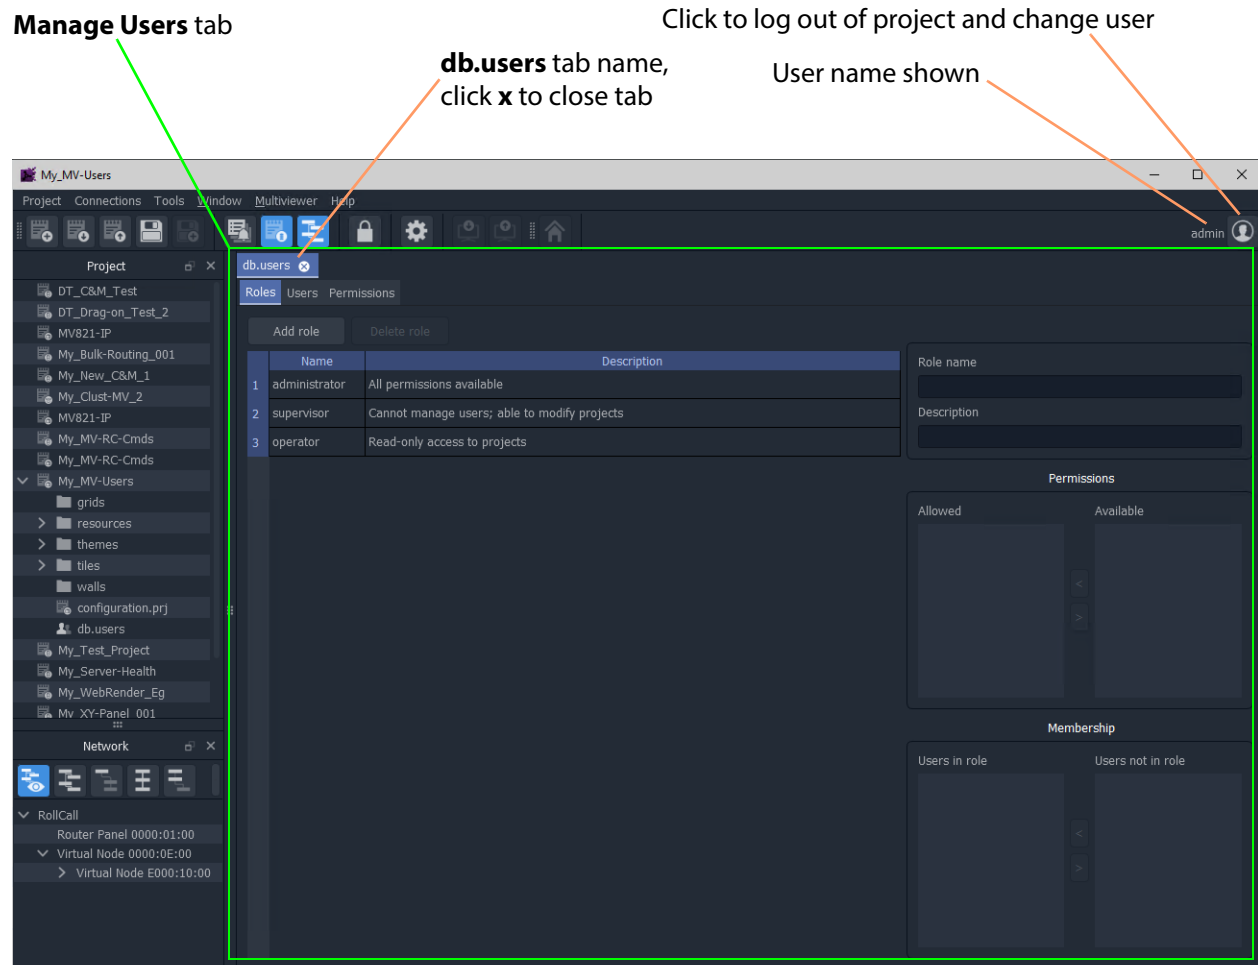 Manage Users tab
Click to log out of project and change user
db.users tab name,
click x to close tab
User name shown
My_MV-Users
Project Connections Tools Window Multiviewer Help
admin
Project
DT_C&M_Test
DT_Drag-on_Test_2
MV821-IP
My_Bulk-Routing_001
My_New_C&M_1
My_Clust-MV_2
MV821-IP
My_MV-RC-Cmds
My_MV-RC-Cmds
My_MV-Users
grids
resources
themes
tiles
walls
configuration.prj
db.users
My_Test_Project
My_Server-Health
My_WebRender_Eg
My_XY-Panel_001
Network
RollCall
Router Panel 0000:01:00
Virtual Node 0000:0E:00
Virtual Node E000:10:00
db.users
Roles Users Permissions
Add role Delete role
Name Description
1 administrator All permissions available
2 supervisor Cannot manage users; able to modify projects
3 operator Read-only access to projects
Role name
Description
Permissions
Allowed Available
<
>
Membership
Users in role Users not in role
<
>